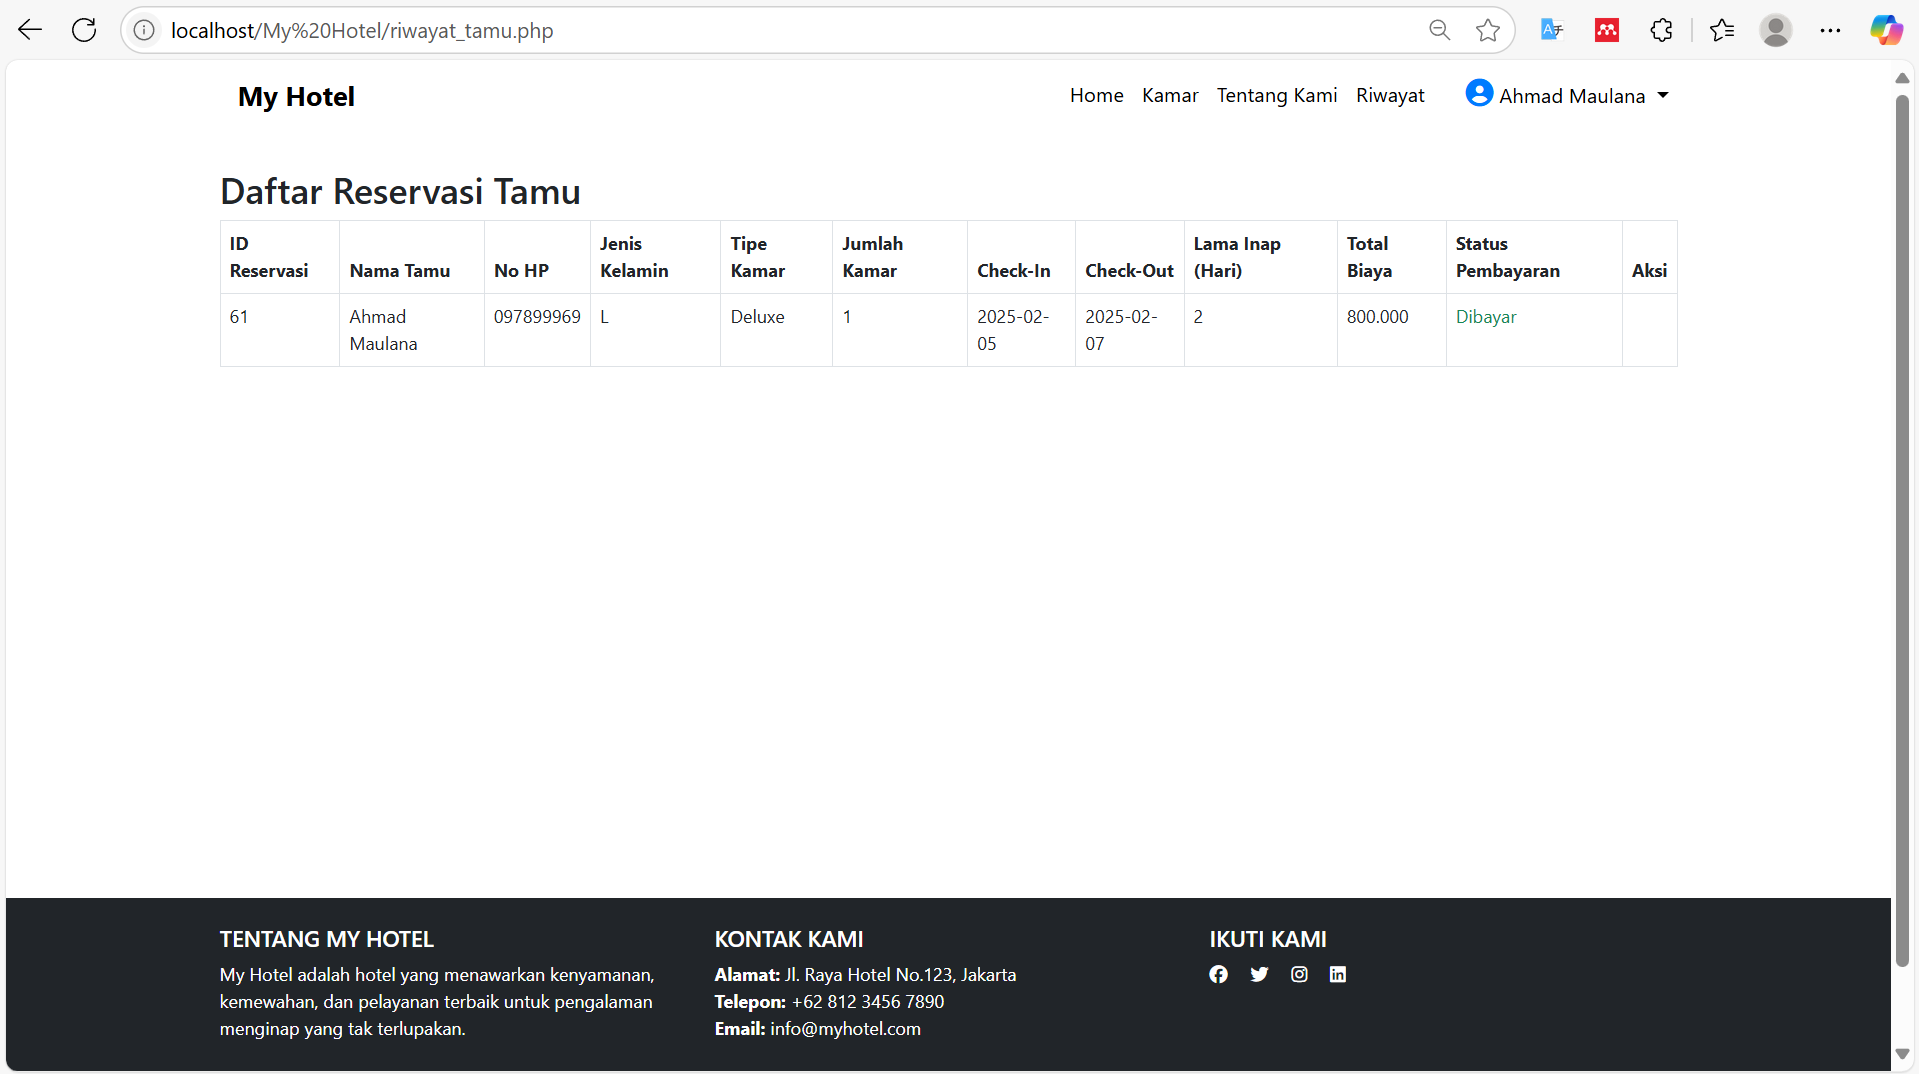 localhost/My%20Hotel/riwayat_tamu.php
My Hotel
Home Kamar Tentang Kami Riwayat Ahmad Maulana
Daftar Reservasi Tamu
ID Reservasi Nama Tamu No HP Jenis Kelamin Tipe Kamar Jumlah Kamar Check-In Check-Out Lama Inap (Hari) Total Biaya Status Pembayaran Aksi
61 Ahmad Maulana 097899969 L Deluxe 1 2025-02-05 2025-02-07 2 800.000 Dibayar
TENTANG MY HOTEL
My Hotel adalah hotel yang menawarkan kenyamanan,
kemewahan, dan pelayanan terbaik untuk pengalaman
menginap yang tak terlupakan.
KONTAK KAMI
Alamat: Jl. Raya Hotel No.123, Jakarta
Telepon: +62 812 3456 7890
Email: info@myhotel.com
IKUTI KAMI